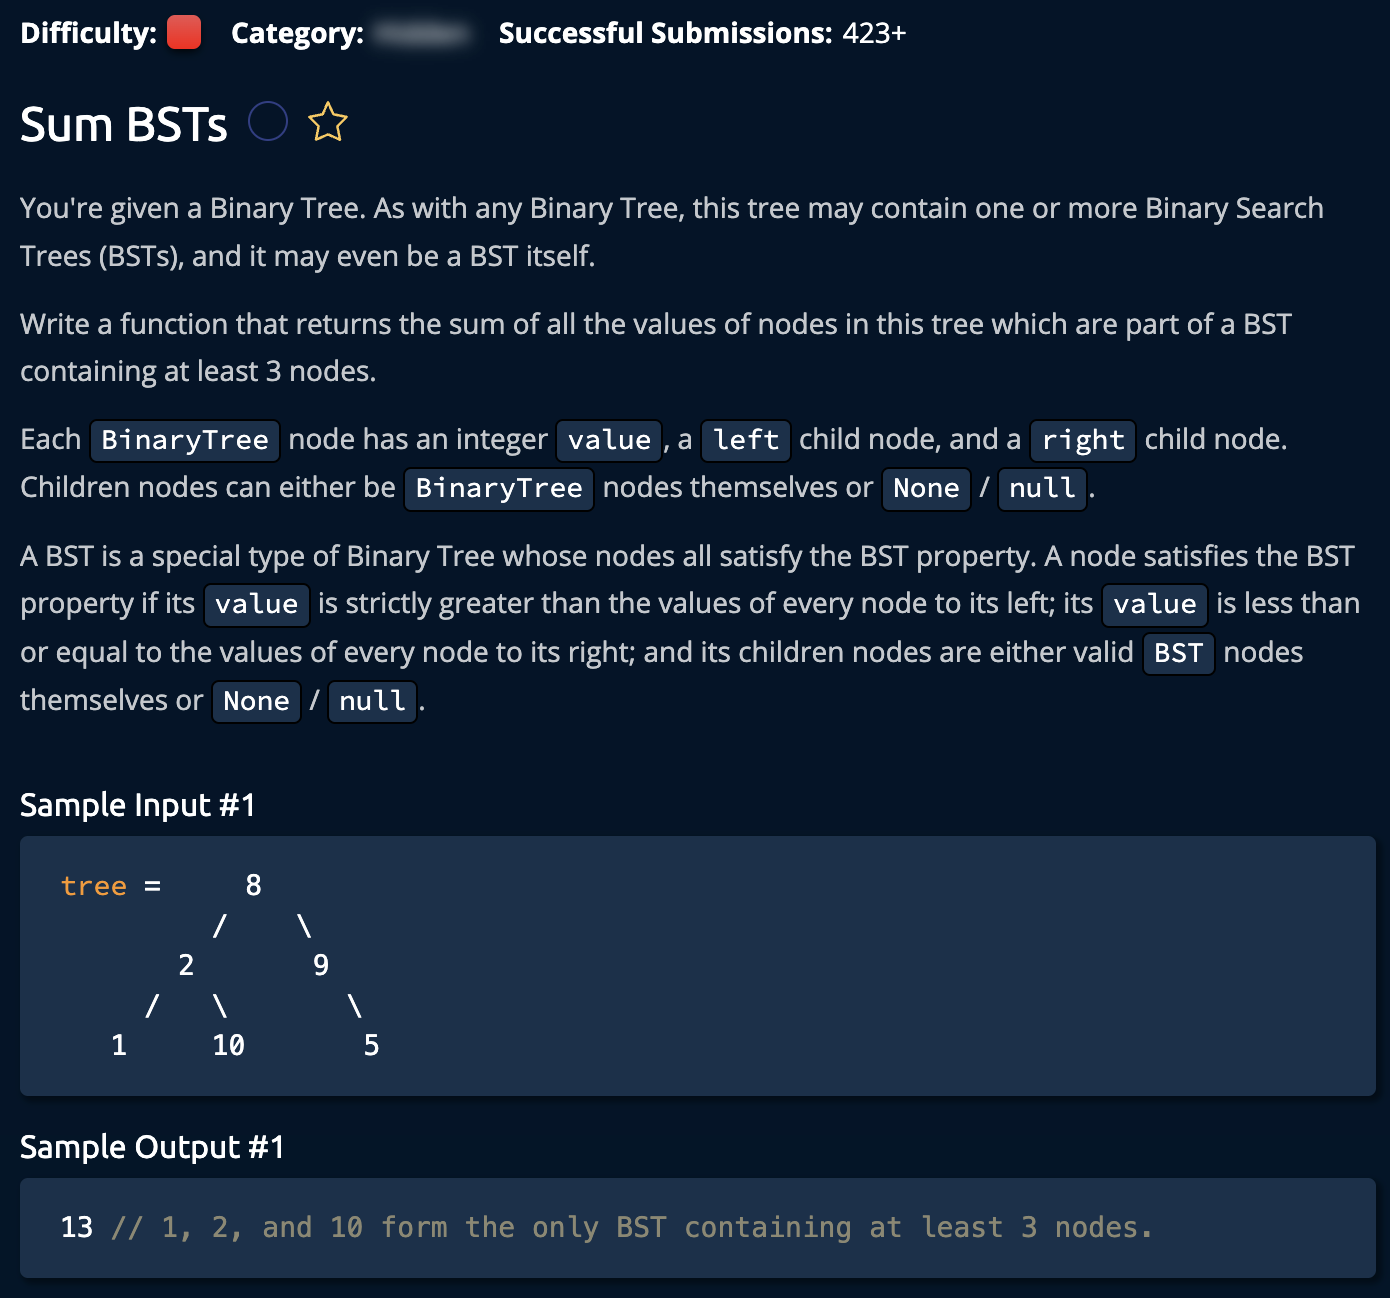 Difficulty: Category: Successful Submissions: 423+
Sum BSTs
You're given a Binary Tree. As with any Binary Tree, this tree may contain one or more Binary Search
Trees (BSTs), and it may even be a BST itself.
Write a function that returns the sum of all the values of nodes in this tree which are part of a BST
containing at least 3 nodes.
Each BinaryTree node has an integer value, a left child node, and a right child node.
Children nodes can either be BinaryTree nodes themselves or None / null.
A BST is a special type of Binary Tree whose nodes all satisfy the BST property. A node satisfies the BST
property if its value is strictly greater than the values of every node to its left; its value is less than
or equal to the values of every node to its right; and its children nodes are either valid BST nodes
themselves or None / null.
Sample Input #1
tree = 8
/ \
2 9
/ \ \
1 10 5
Sample Output #1
13 // 1, 2, and 10 form the only BST containing at least 3 nodes.